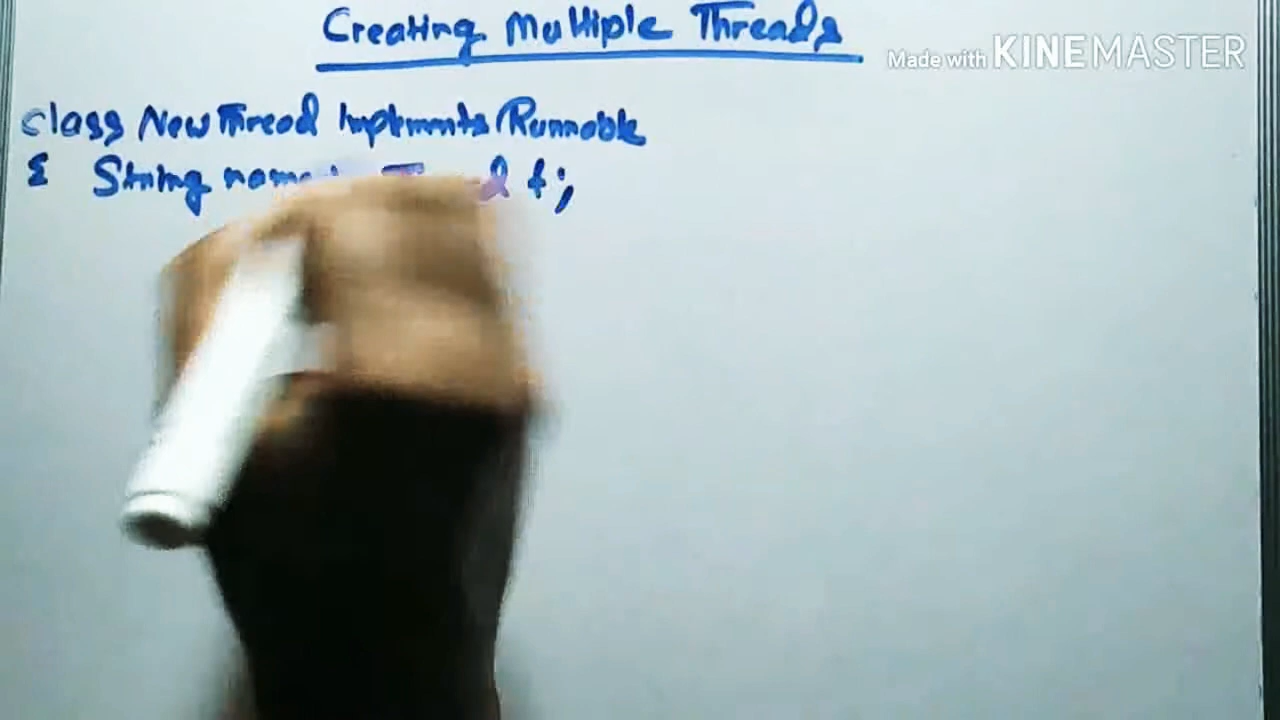 Creating Multiple Threads
Made with KINEMASTER
class NewThread Implements Runnable
{ String name; t;